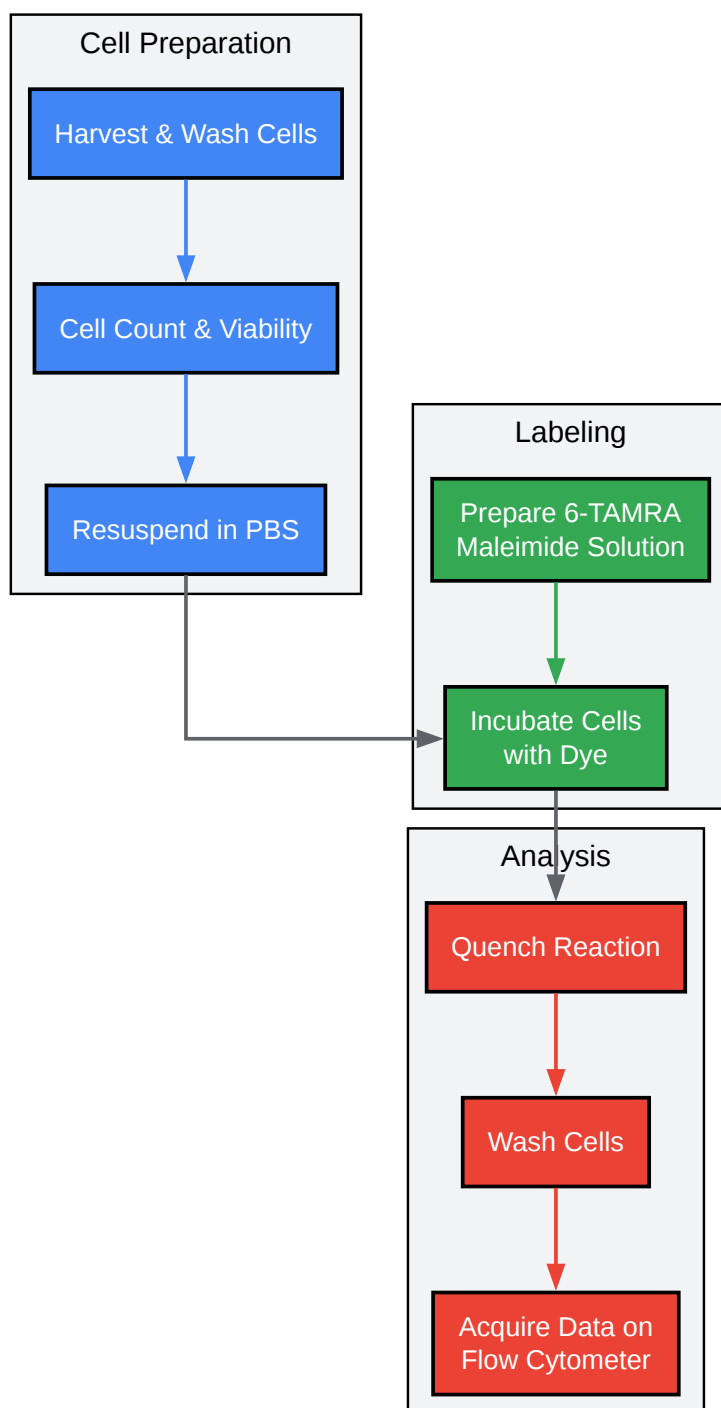 Cell Preparation
Harvest & Wash Cells
Cell Count & Viability
Resuspend in PBS
Labeling
Prepare 6-TAMRA
Maleimide Solution
Incubate Cells
with Dye
Analysis
Quench Reaction
Wash Cells
Acquire Data on
Flow Cytometer